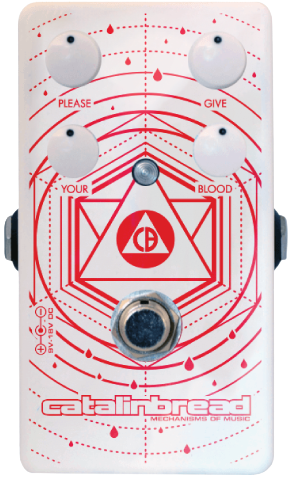 PLEASE GIVE
YOUR BLOOD
CB
9V-18V DC
catalinbread
MECHANISMS OF MUSIC